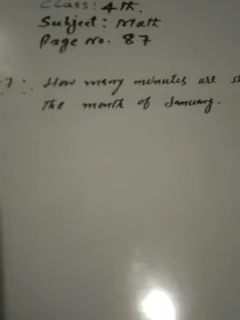 Class: 4th.
Subject: Math
Page No. 87
How many minutes are
the month of January.